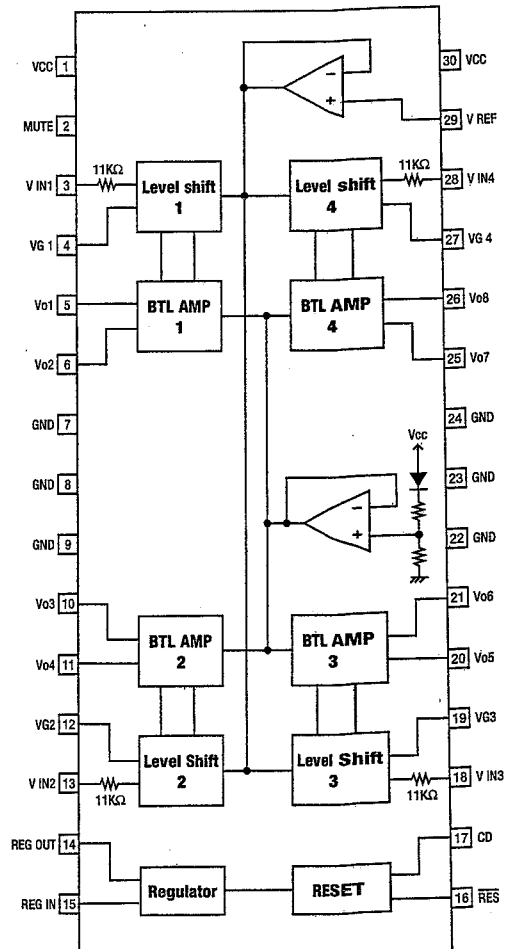 VCC 1
30 VCC
MUTE 2
29 V REF
V IN1 3 11KΩ
11KΩ 28 V IN4
Level shift
1
Level shift
4
VG 1 4
27 VG 4
Vo1 5
26 Vo8
BTL AMP
1
BTL AMP
4
Vo2 6
25 Vo7
GND 7
24 GND
Vcc
GND 8
23 GND
GND 9
22 GND
- +
- +
Vo3 10
21 Vo6
BTL AMP
2
BTL AMP
3
Vo4 11
20 Vo5
VG2 12
19 VG3
Level Shift
2
Level Shift
3
V IN2 13 11KΩ
11KΩ 18 V IN3
REG OUT 14
17 CD
Regulator
RESET
REG IN 15
16 R̅E̅S̅